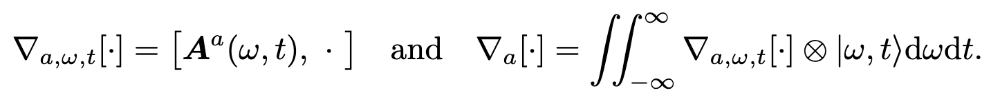 ∇_{a,ω,t}[·] = [𝑨^a(ω, t), · ] and ∇_a[·] = ∬_{−∞}^{∞} ∇_{a,ω,t}[·] ⊗ |ω, t⟩dωdt.